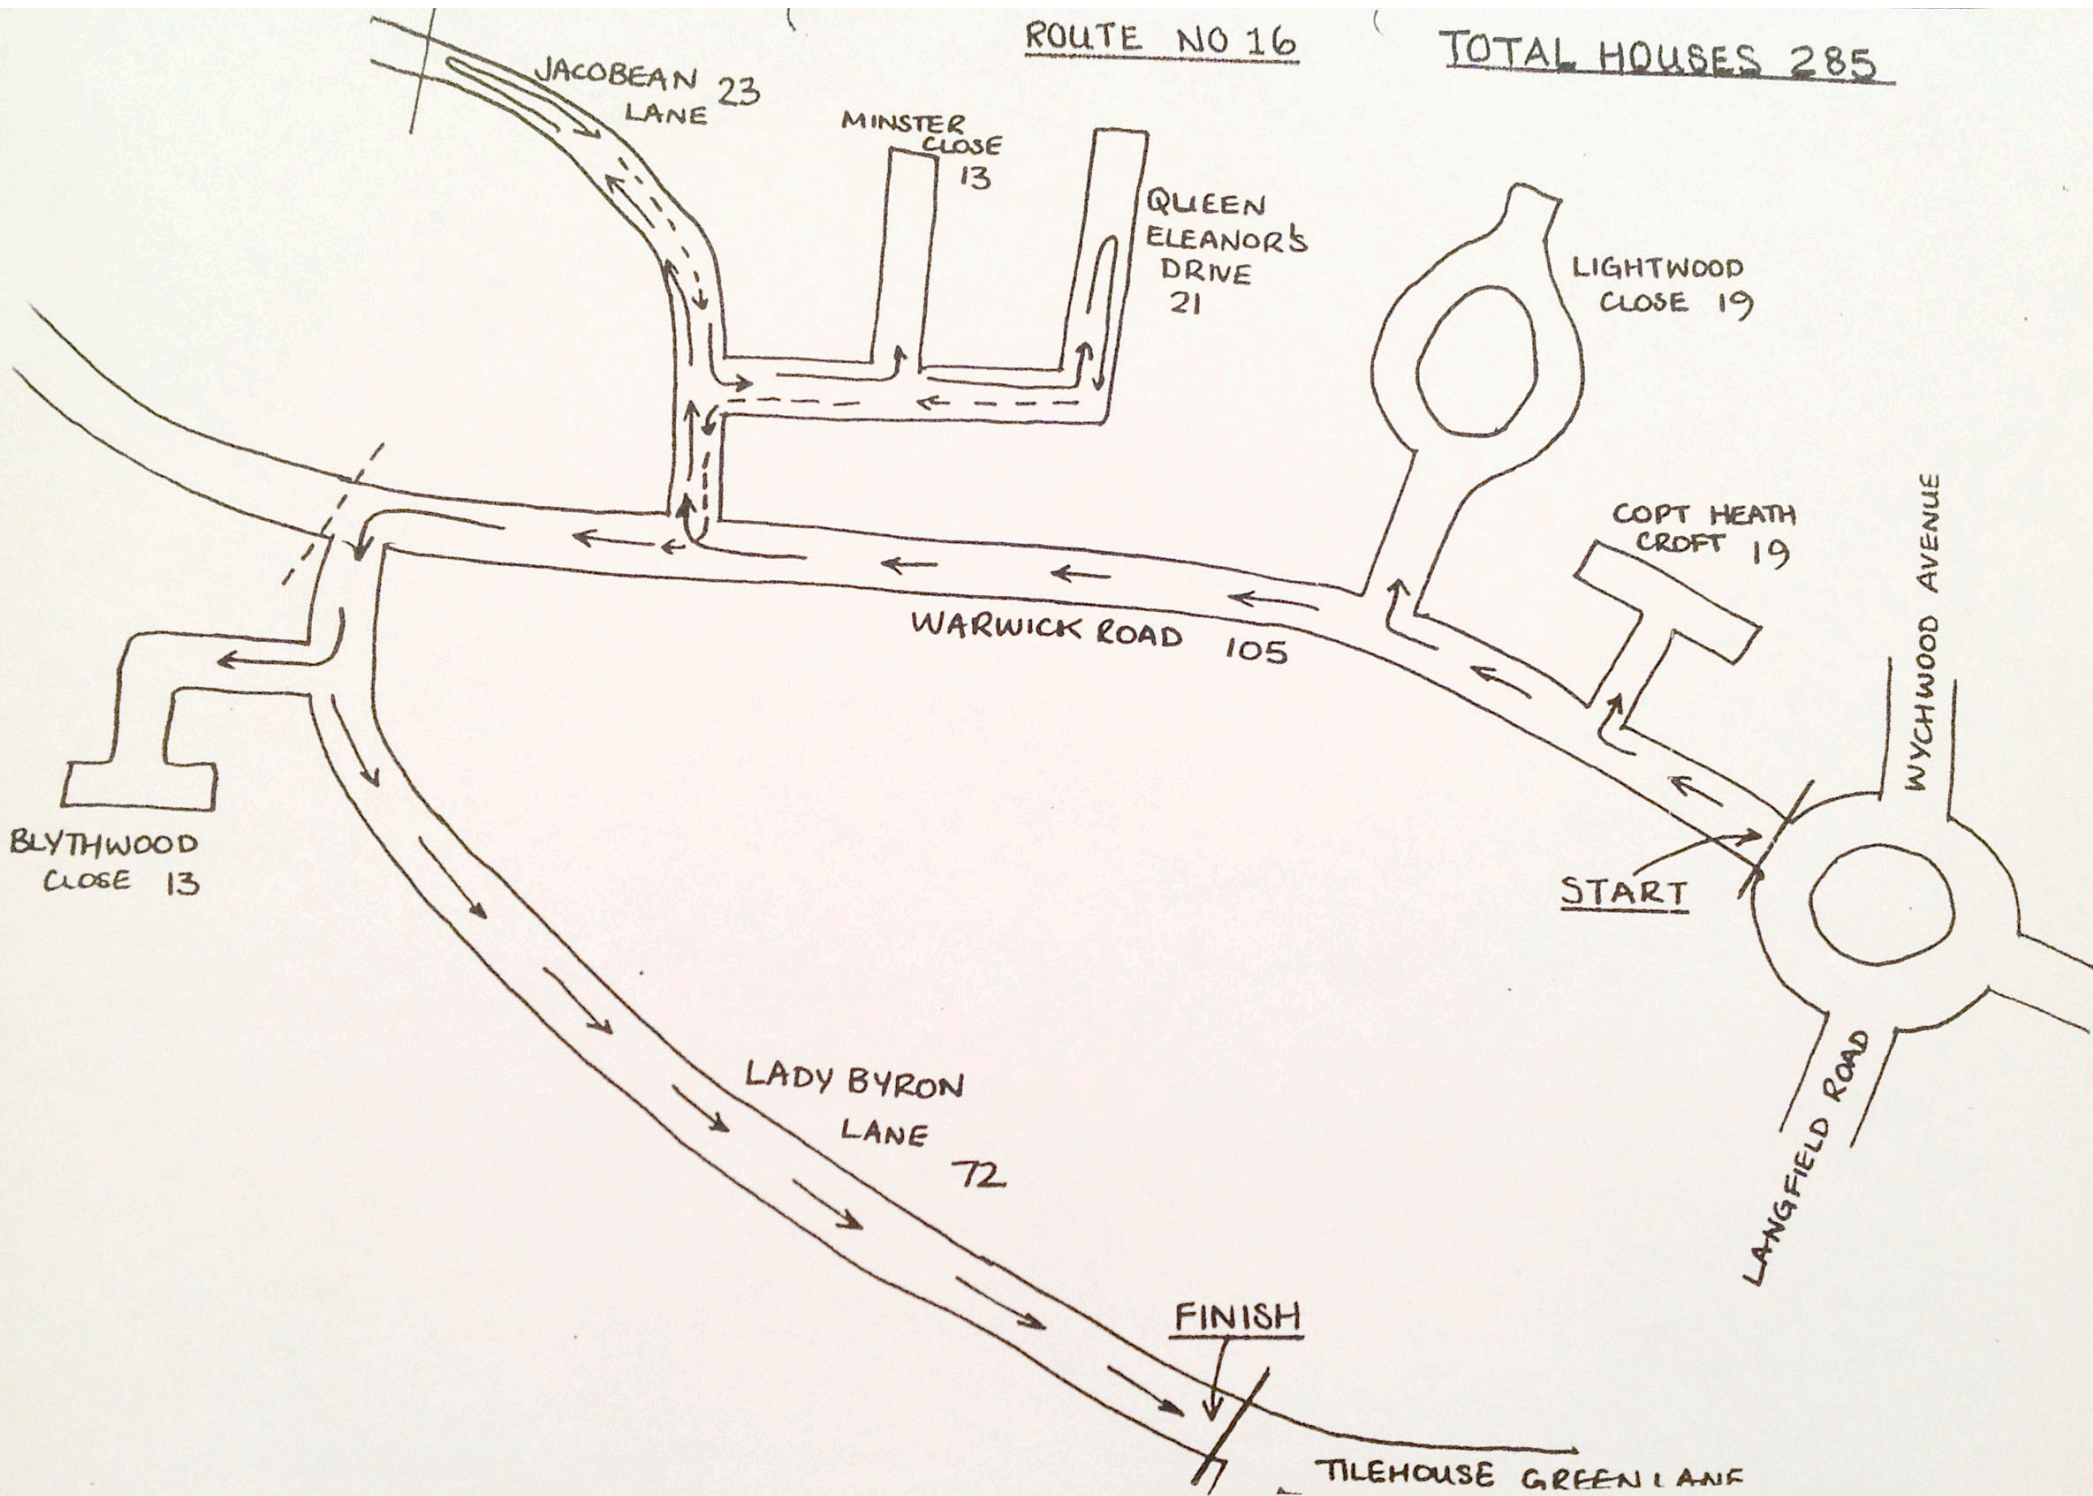 ROUTE NO 16
TOTAL HOUSES 285
JACOBEAN 23
LANE
MINSTER
CLOSE
13
QUEEN
ELEANOR'S
DRIVE
21
LIGHTWOOD
CLOSE 19
COPT HEATH
CROFT 19
WYCHWOOD AVENUE
WARWICK ROAD 105
START
BLYTHWOOD
CLOSE 13
LANGFIELD ROAD
LADY BYRON
LANE
72
FINISH
TILEHOUSE GREEN LANE